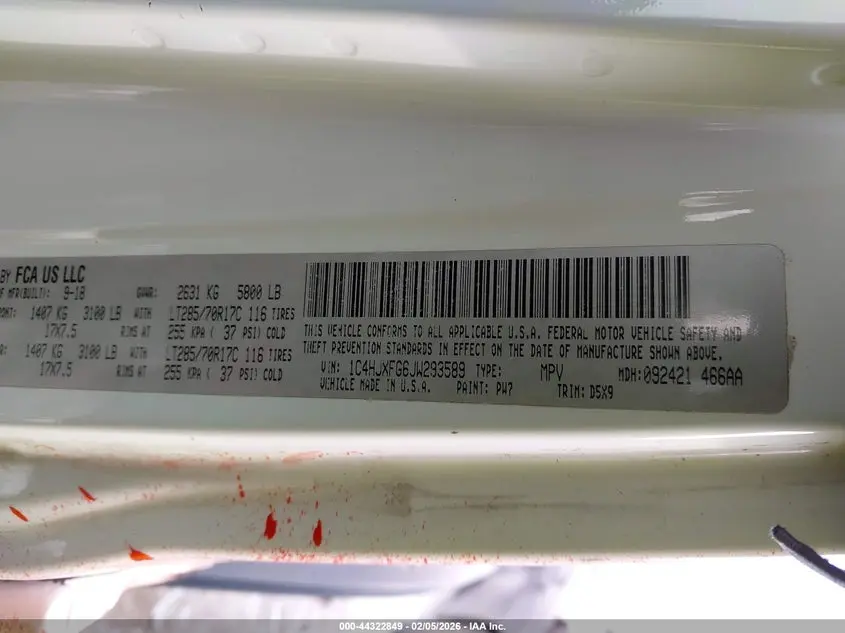 BY FCA US LLC
OF MFR(BUILT): 9-18 GVWR: 2631 KG 5800 LB
ONT: 1407 KG 3100 LB WITH LT285/70R17C 116 TIRES
17X7.5 RIMS AT 255 KPA ( 37 PSI) COLD
R: 1407 KG 3100 LB WITH LT285/70R17C 116 TIRES
17X7.5 RIMS AT 255 KPA ( 37 PSI) COLD
THIS VEHICLE CONFORMS TO ALL APPLICABLE U.S.A. FEDERAL MOTOR VEHICLE SAFETY AND
THEFT PREVENTION STANDARDS IN EFFECT ON THE DATE OF MANUFACTURE SHOWN ABOVE.
VIN: 1C4HJXFG6JW293589 TYPE: MPV MDH:092421 466AA
VEHICLE MADE IN U.S.A. PAINT: PW7 TRIM: D5X9
000-44322849 - 02/05/2026 - IAA Inc.